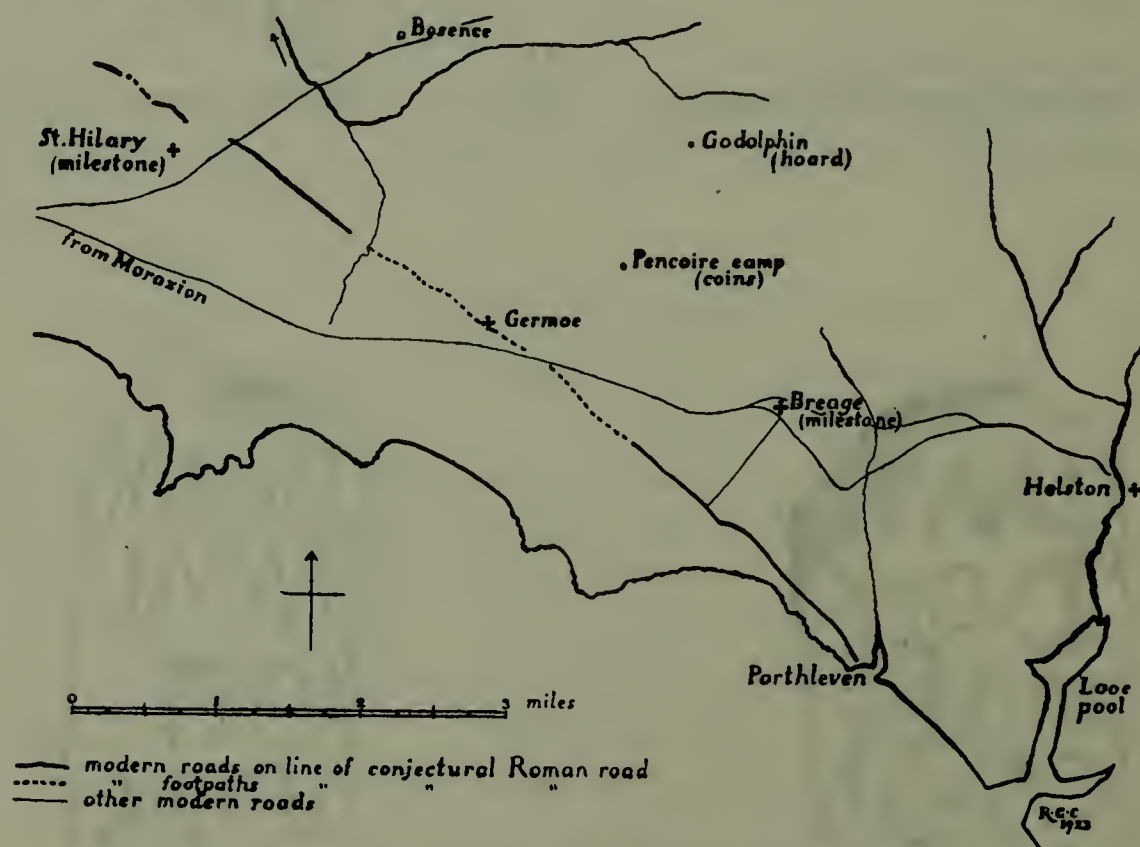 Bosence
St. Hilary
(milestone)
Godolphin
(hoard)
from Maraxion
Pencoire camp
(coins)
Germoe
Breage
(milestone)
Helston
Porthleven
Looe
pool
0 1 2 3 miles
modern roads on line of conjectural Roman road
" footpaths " " "
other modern roads
R.G.C
1923